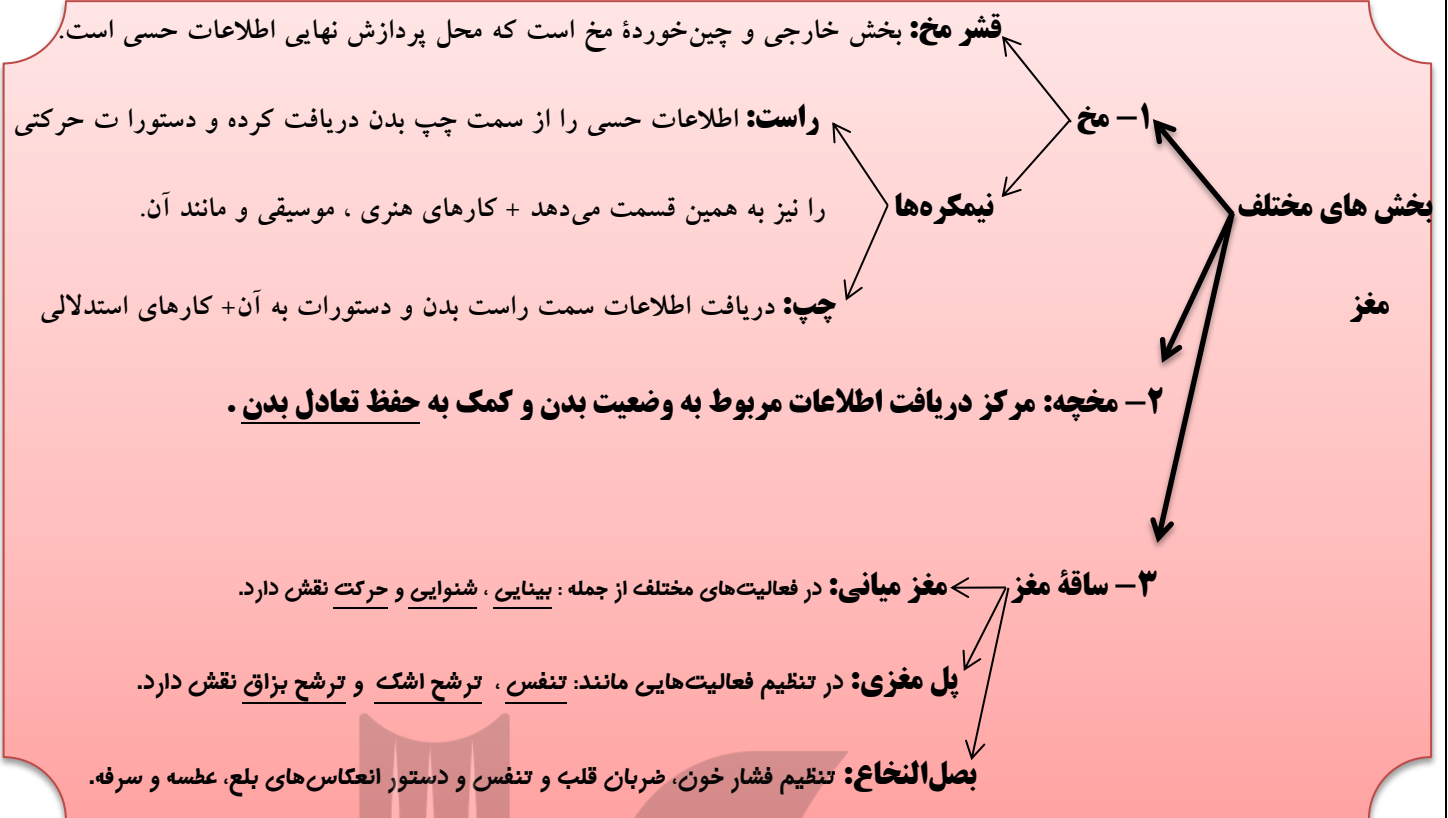 قشر مخ: بخش خارجی و چین‌خوردهٔ مخ است که محل پردازش نهایی اطلاعات حسی است.
۱– مخ
راست: اطلاعات حسی را از سمت چپ بدن دریافت کرده و دستورا ت حرکتی
بخش های مختلف
نیمکره‌ها
را نیز به همین قسمت می‌دهد + کارهای هنری ، موسیقی و مانند آن.
مغز
چپ: دریافت اطلاعات سمت راست بدن و دستورات به آن+ کارهای استدلالی
۲– مخچه: مرکز دریافت اطلاعات مربوط به وضعیت بدن و کمک به حفظ تعادل بدن .
۳– ساقهٔ مغز
مغز میانی: در فعالیت‌های مختلف از جمله : بینایی ، شنوایی و حرکت نقش دارد.
پل مغزی: در تنظیم فعالیت‌هایی مانند: تنفس ، ترشح اشک و ترشح بزاق نقش دارد.
بصل‌النخاع: تنظیم فشار خون، ضربان قلب و تنفس و دستور انعکاس‌های بلع، عطسه و سرفه.